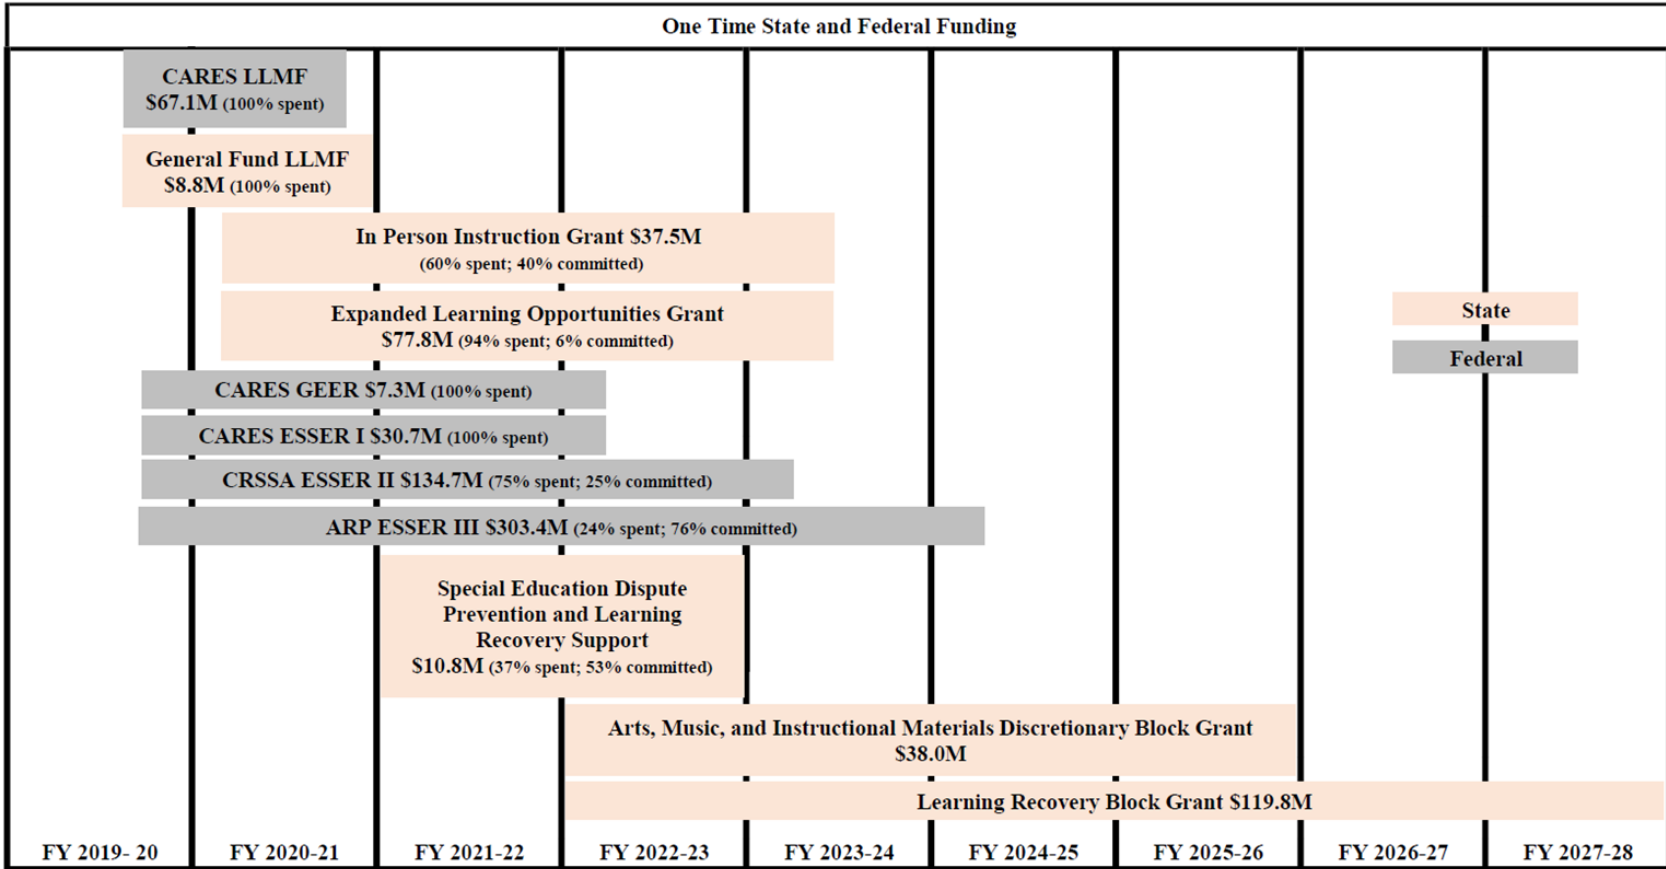 One Time State and Federal Funding
CARES LLMF
$67.1M (100% spent)
General Fund LLMF
$8.8M (100% spent)
In Person Instruction Grant $37.5M
(60% spent; 40% committed)
Expanded Learning Opportunities Grant
$77.8M (94% spent; 6% committed)
State
Federal
CARES GEER $7.3M (100% spent)
CARES ESSER I $30.7M (100% spent)
CRSSA ESSER II $134.7M (75% spent; 25% committed)
ARP ESSER III $303.4M (24% spent; 76% committed)
Special Education Dispute
Prevention and Learning
Recovery Support
$10.8M (37% spent; 53% committed)
Arts, Music, and Instructional Materials Discretionary Block Grant
$38.0M
Learning Recovery Block Grant $119.8M
FY 2019- 20 FY 2020-21 FY 2021-22 FY 2022-23 FY 2023-24 FY 2024-25 FY 2025-26 FY 2026-27 FY 2027-28